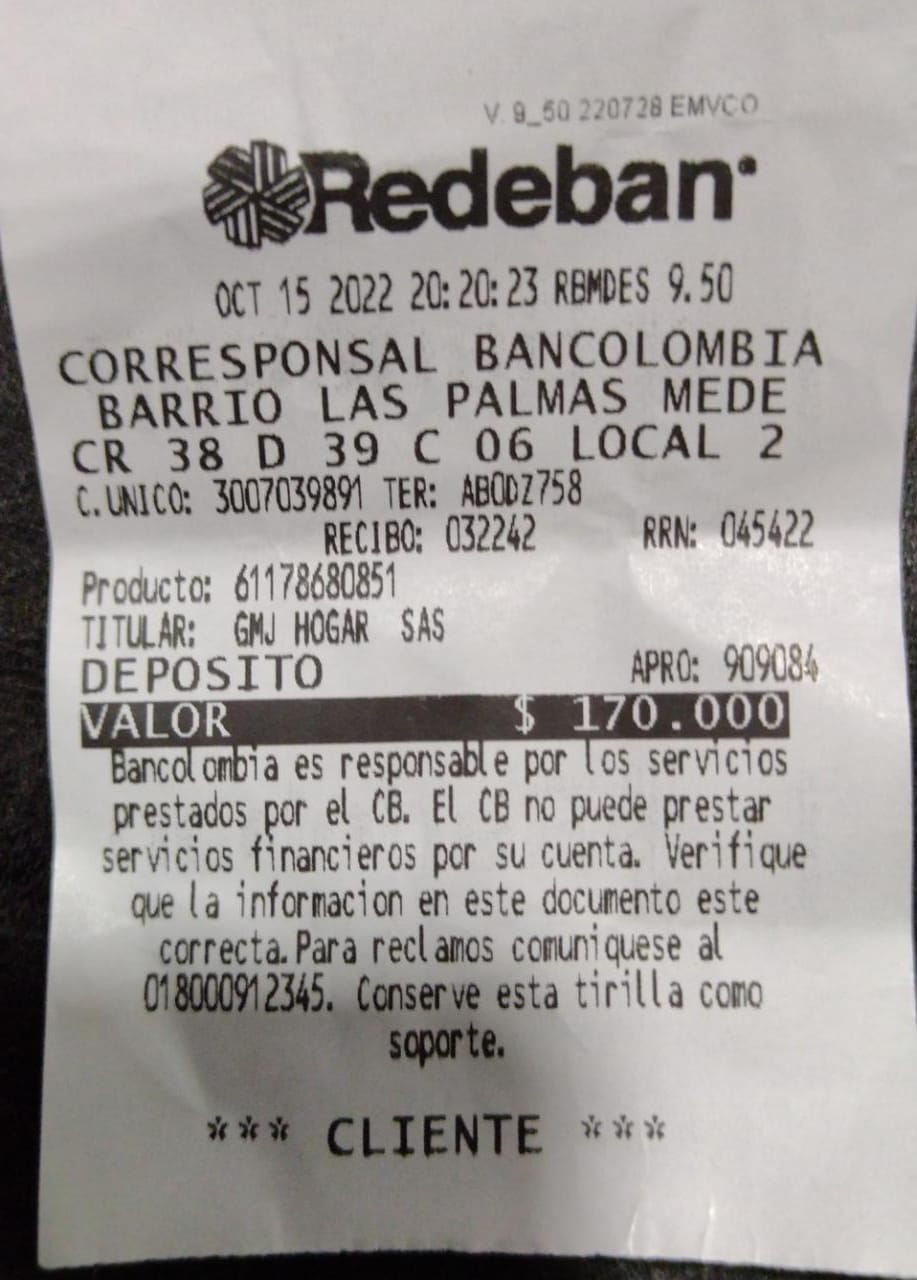 V. 9_50 220728 EMVCO
Redeban
OCT 15 2022 20:20:23 RBMDES 9.50
CORRESPONSAL BANCOLOMBIA
BARRIO LAS PALMAS MEDE
CR 38 D 39 C 06 LOCAL 2
C.UNICO: 3007039891 TER: ABODZ758
RECIBO: 032242 RRN: 045422
Producto: 61178680851
TITULAR: GMJ HOGAR SAS
DEPOSITO APRO: 909084
VALOR $ 170.000
Bancolombia es responsable por los servicios
prestados por el CB. El CB no puede prestar
servicios financieros por su cuenta. Verifique
que la informacion en este documento este
correcta.Para reclamos comuniquese al
018000912345. Conserve esta tirilla como
soporte.
*** CLIENTE ***